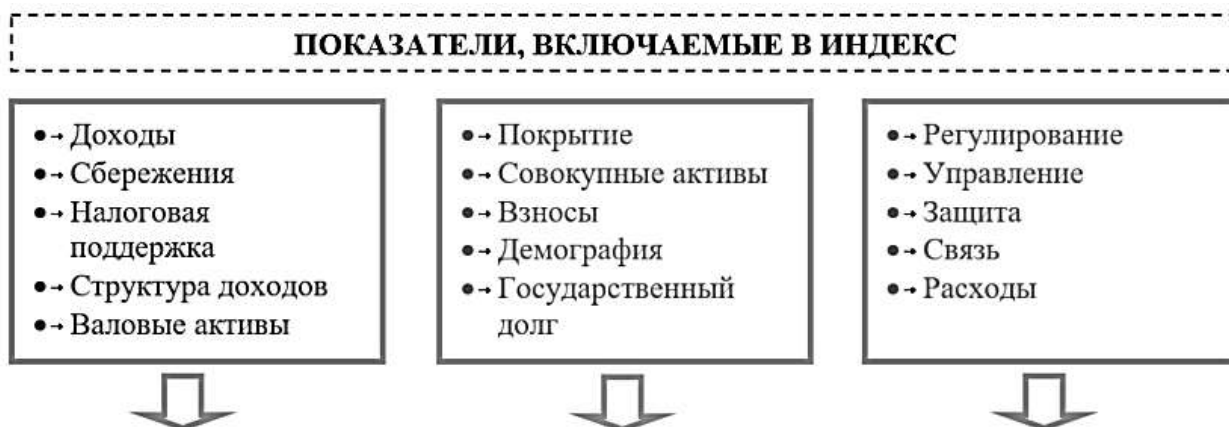 ПОКАЗАТЕЛИ, ВКЛЮЧАЕМЫЕ В ИНДЕКС
●→ Доходы
●→ Сбережения
●→ Налоговая
поддержка
●→ Структура доходов
●→ Валовые активы
●→ Покрытие
●→ Совокупные активы
●→ Взносы
●→ Демография
●→ Государственный
долг
●→ Регулирование
●→ Управление
●→ Защита
●→ Связь
●→ Расходы